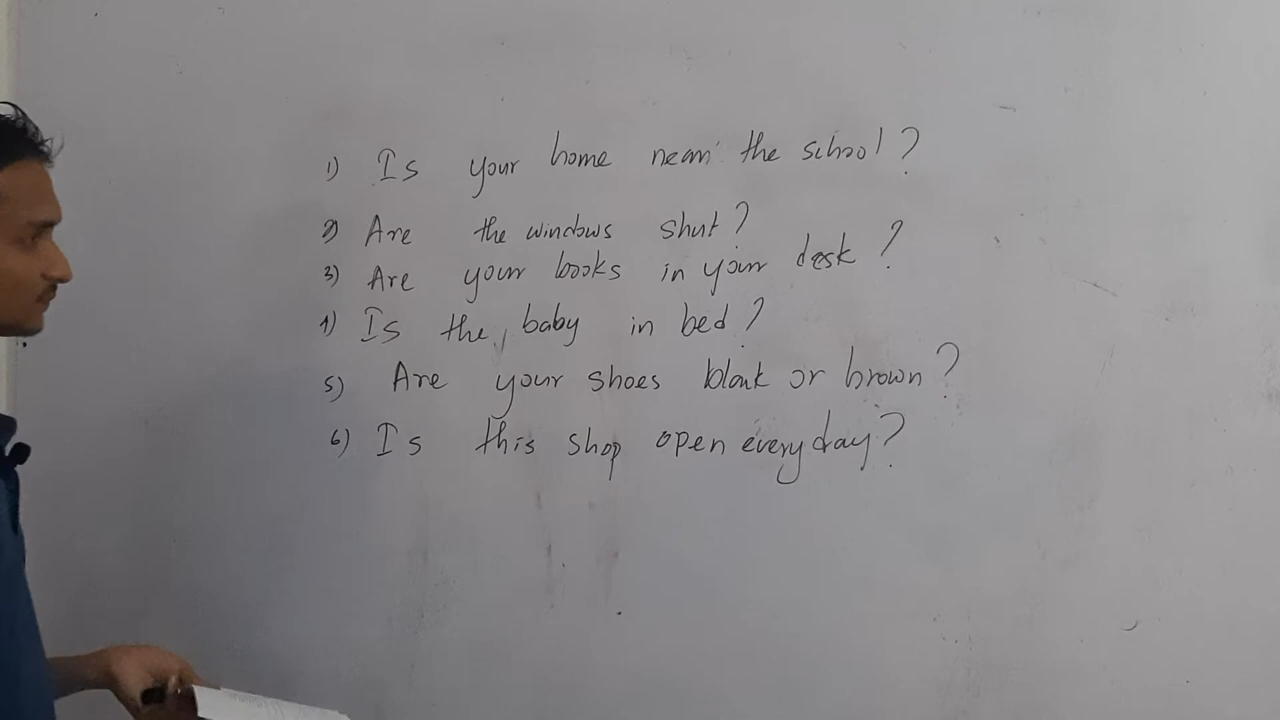 1) Is your home near the school?
2) Are the windows shut?
3) Are your books in your desk?
4) Is the baby in bed?
5) Are your shoes blank or brown?
6) Is this shop open everyday?